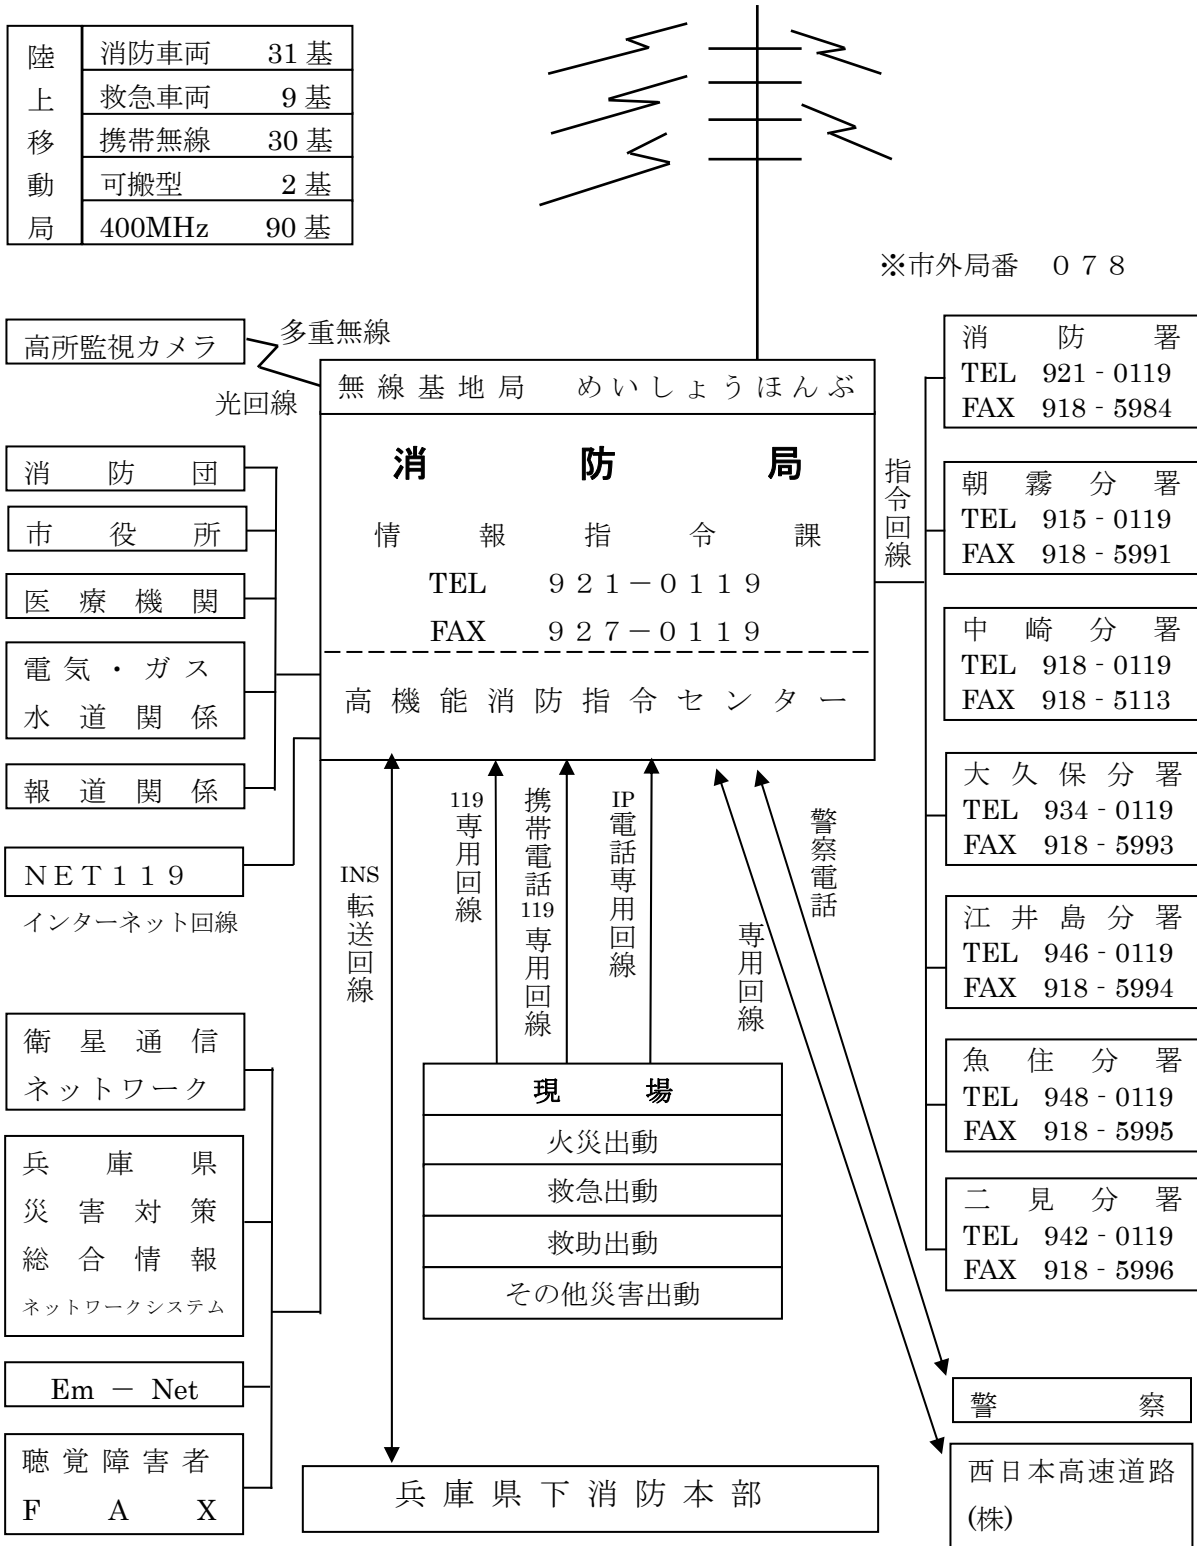 陸上移動局
消防車両 31基
救急車両 9基
携帯無線 30基
可搬型 2基
400MHz 90基
※市外局番 ０７８
高所監視カメラ
多重無線
光回線
無線基地局 めいしょうほんぶ
消防局
情報指令課
TEL ９２１－０１１９
FAX ９２７－０１１９
高機能消防指令センター
消防団
市役所
医療機関
電気・ガス
水道関係
報道関係
ＮＥＴ１１９
インターネット回線
衛星通信
ネットワーク
兵庫県
災害対策
総合情報
ネットワークシステム
Em － Net
聴覚障害者
ＦＡＸ
指令回線
消防署
TEL 921‐0119
FAX 918‐5984
朝霧分署
TEL 915‐0119
FAX 918‐5991
中崎分署
TEL 918‐0119
FAX 918‐5113
大久保分署
TEL 934‐0119
FAX 918‐5993
江井島分署
TEL 946‐0119
FAX 918‐5994
魚住分署
TEL 948‐0119
FAX 918‐5995
二見分署
TEL 942‐0119
FAX 918‐5996
INS転送回線
119専用回線
携帯電話119専用回線
IP電話専用回線
専用回線
警察電話
現場
火災出動
救急出動
救助出動
その他災害出動
兵庫県下消防本部
警察
西日本高速道路
(株)